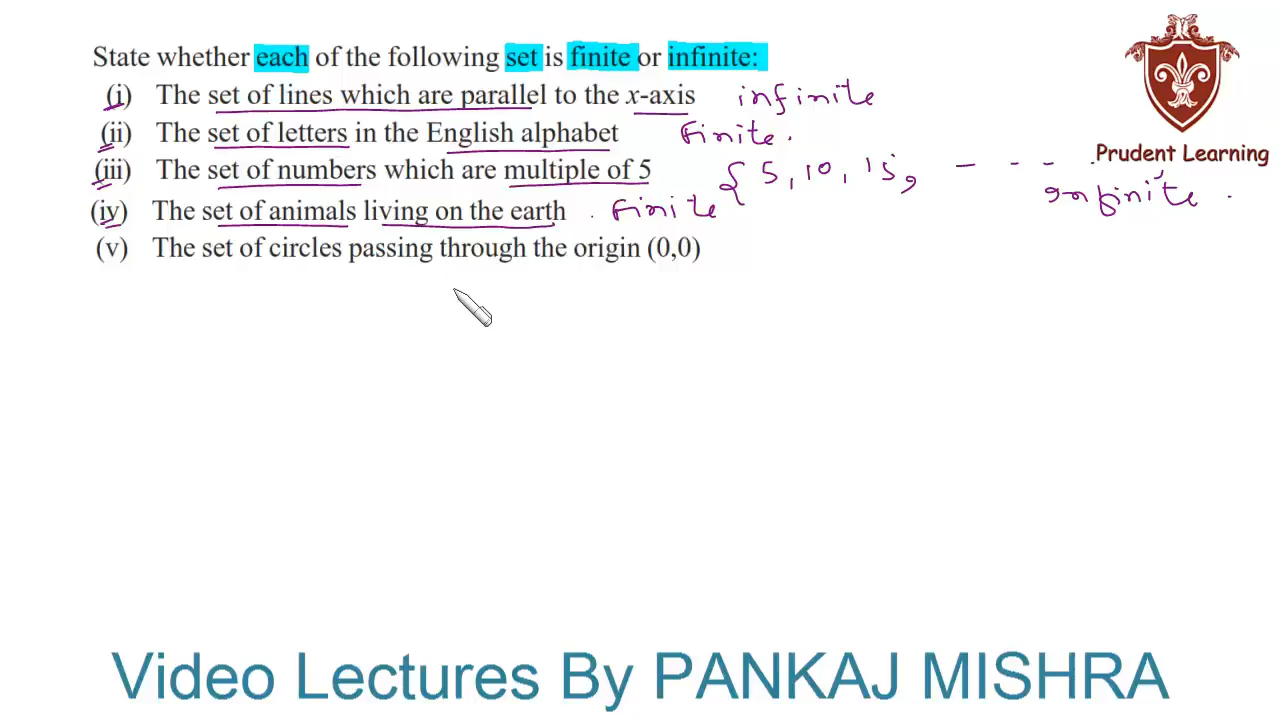 State whether each of the following set is finite or infinite:
(i) The set of lines which are parallel to the x-axis infinite
(ii) The set of letters in the English alphabet Finite.
Prudent Learning
(iii) The set of numbers which are multiple of 5 { 5, 10, 15, - - - .
infinite .
(iv) The set of animals living on the earth . Finite
(v) The set of circles passing through the origin (0,0)
Video Lectures By PANKAJ MISHRA